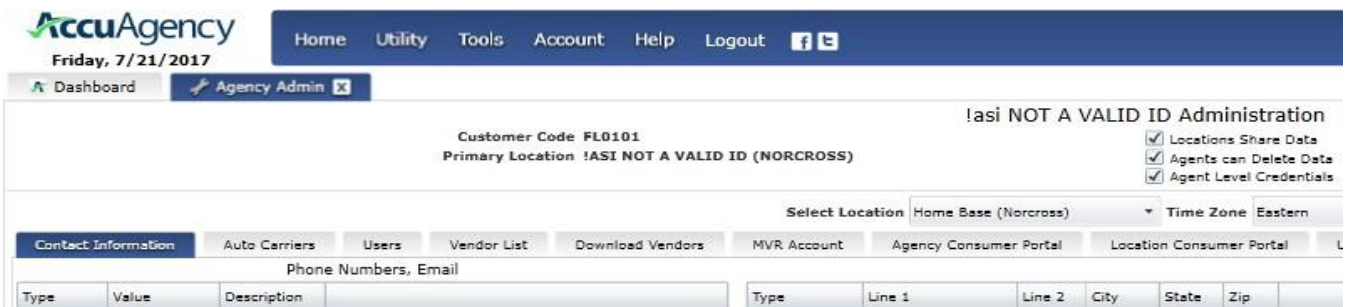 AccuAgency
Home Utility Tools Account Help Logout
Friday, 7/21/2017
Dashboard Agency Admin
!asi NOT A VALID ID Administration
Customer Code FL0101
Locations Share Data
Primary Location !ASI NOT A VALID ID (NORCROSS)
Agents can Delete Data
Agent Level Credentials
Select Location Home Base (Norcross) Time Zone Eastern
Contact Information Auto Carriers Users Vendor List Download Vendors MVR Account Agency Consumer Portal Location Consumer Portal
Phone Numbers, Email
Type Value Description Type Line 1 Line 2 City State Zip